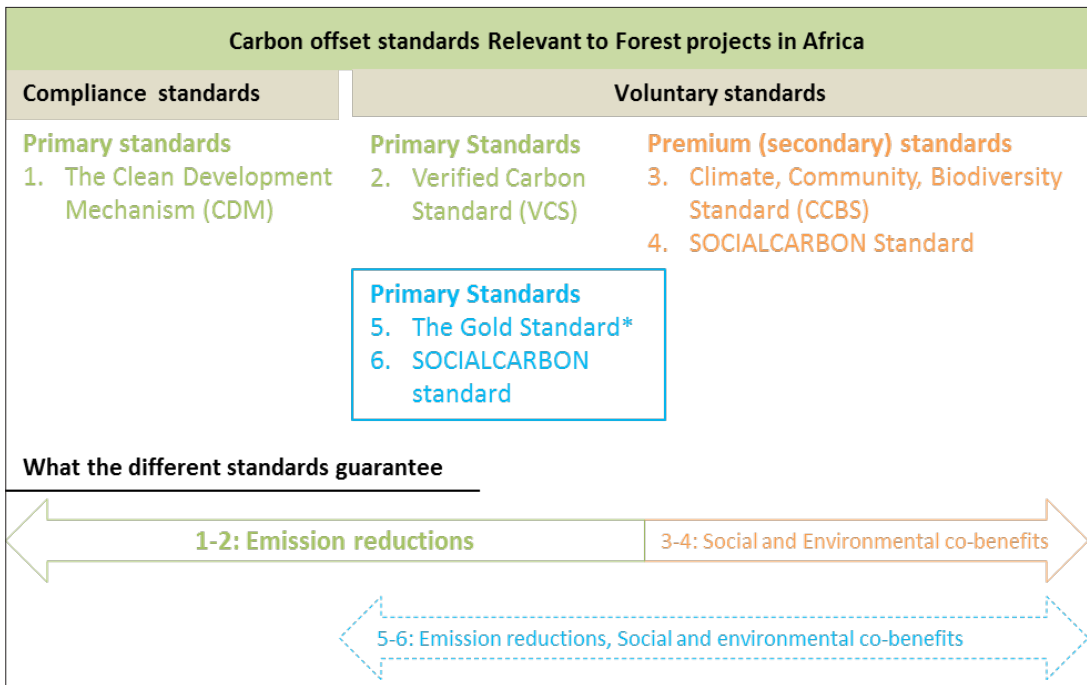 Carbon offset standards Relevant to Forest projects in Africa
Compliance standards
Voluntary standards
Primary standards
1. The Clean Development
Mechanism (CDM)
Primary Standards
2. Verified Carbon
Standard (VCS)
Premium (secondary) standards
3. Climate, Community, Biodiversity
Standard (CCBS)
4. SOCIALCARBON Standard
Primary Standards
5. The Gold Standard*
6. SOCIALCARBON
standard
What the different standards guarantee
1-2: Emission reductions
3-4: Social and Environmental co-benefits
5-6: Emission reductions, Social and environmental co-benefits